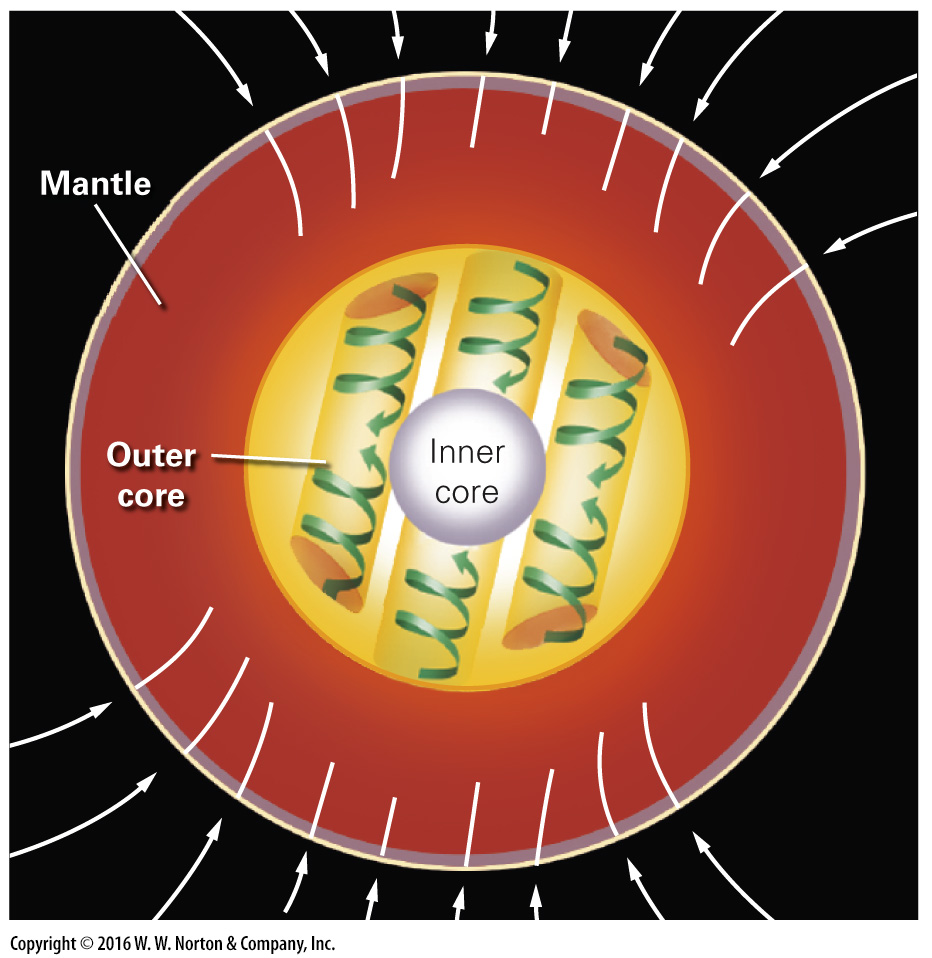 Mantle
Outer
core
Inner
core
Copyright © 2016 W. W. Norton & Company, Inc.